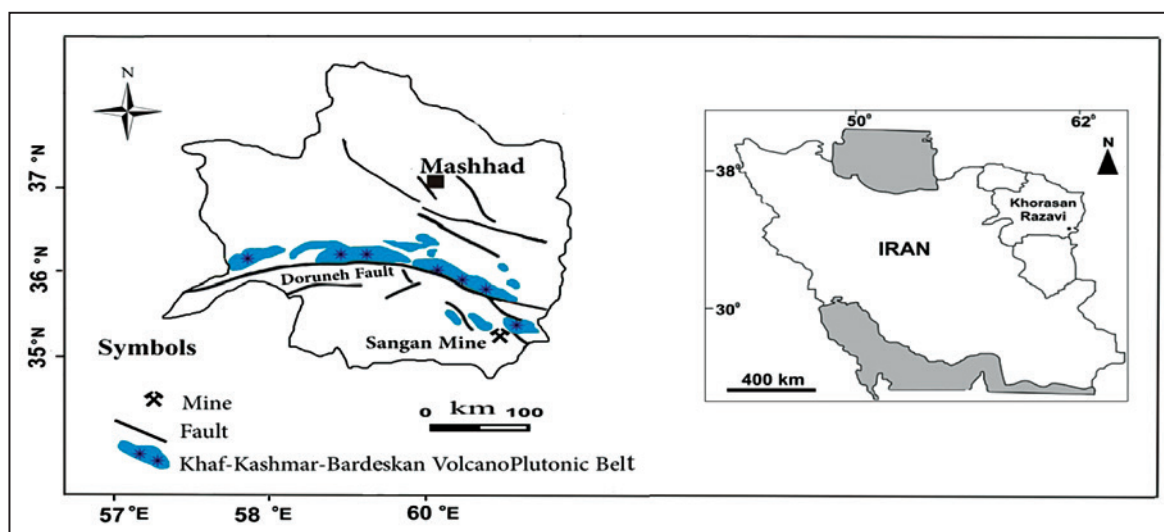 N
Mashhad
37 °N
36 °N
35 °N
Doruneh Fault
Sangan Mine
Symbols
Mine
Fault
Khaf-Kashmar-Bardeskan VolcanoPlutonic Belt
0 km 100
57 °E
58 °E
60 °E
50°
62°
38°
30°
N
Khorasan
Razavi
IRAN
400 km